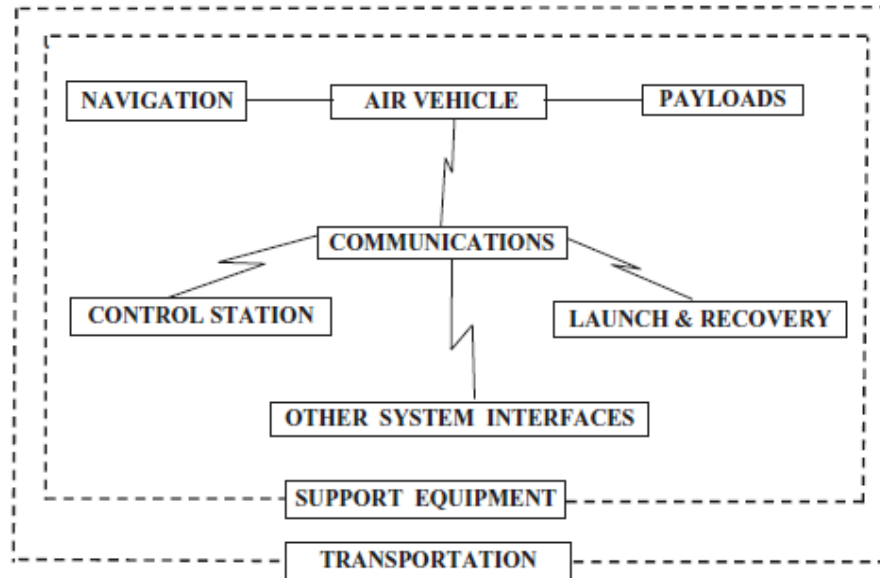 NAVIGATION
AIR VEHICLE
PAYLOADS
COMMUNICATIONS
CONTROL STATION
LAUNCH & RECOVERY
OTHER SYSTEM INTERFACES
SUPPORT EQUIPMENT
TRANSPORTATION